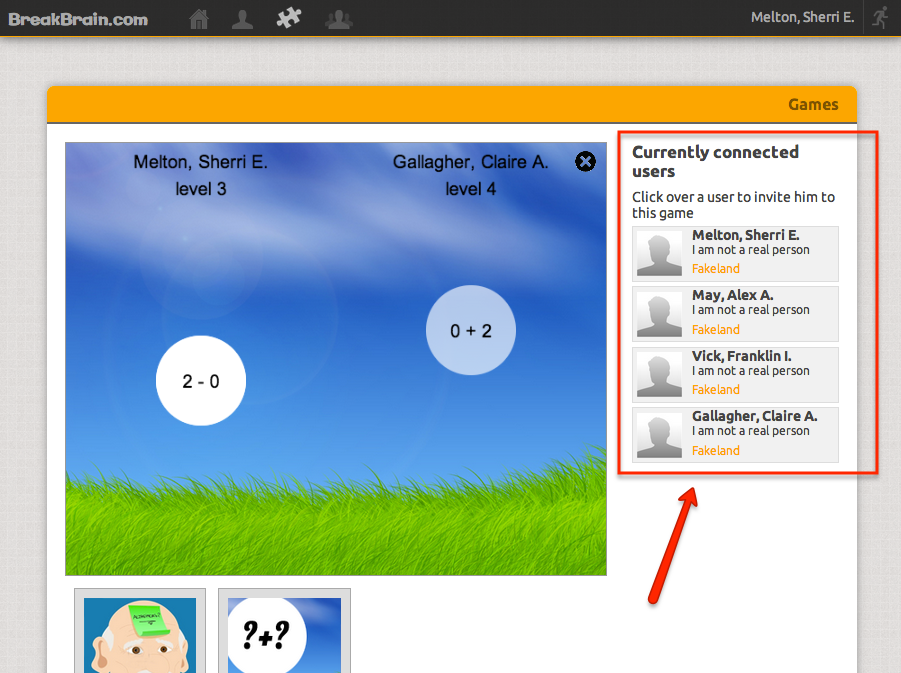 BreakBrain.com
Melton, Sherri E.
Games
Melton, Sherri E.
level 3
Gallagher, Claire A.
level 4
2 - 0
0 + 2
Currently connected
users
Click over a user to invite him to
this game
Melton, Sherri E.
I am not a real person
Fakeland
May, Alex A.
I am not a real person
Fakeland
Vick, Franklin I.
I am not a real person
Fakeland
Gallagher, Claire A.
I am not a real person
Fakeland
?+?